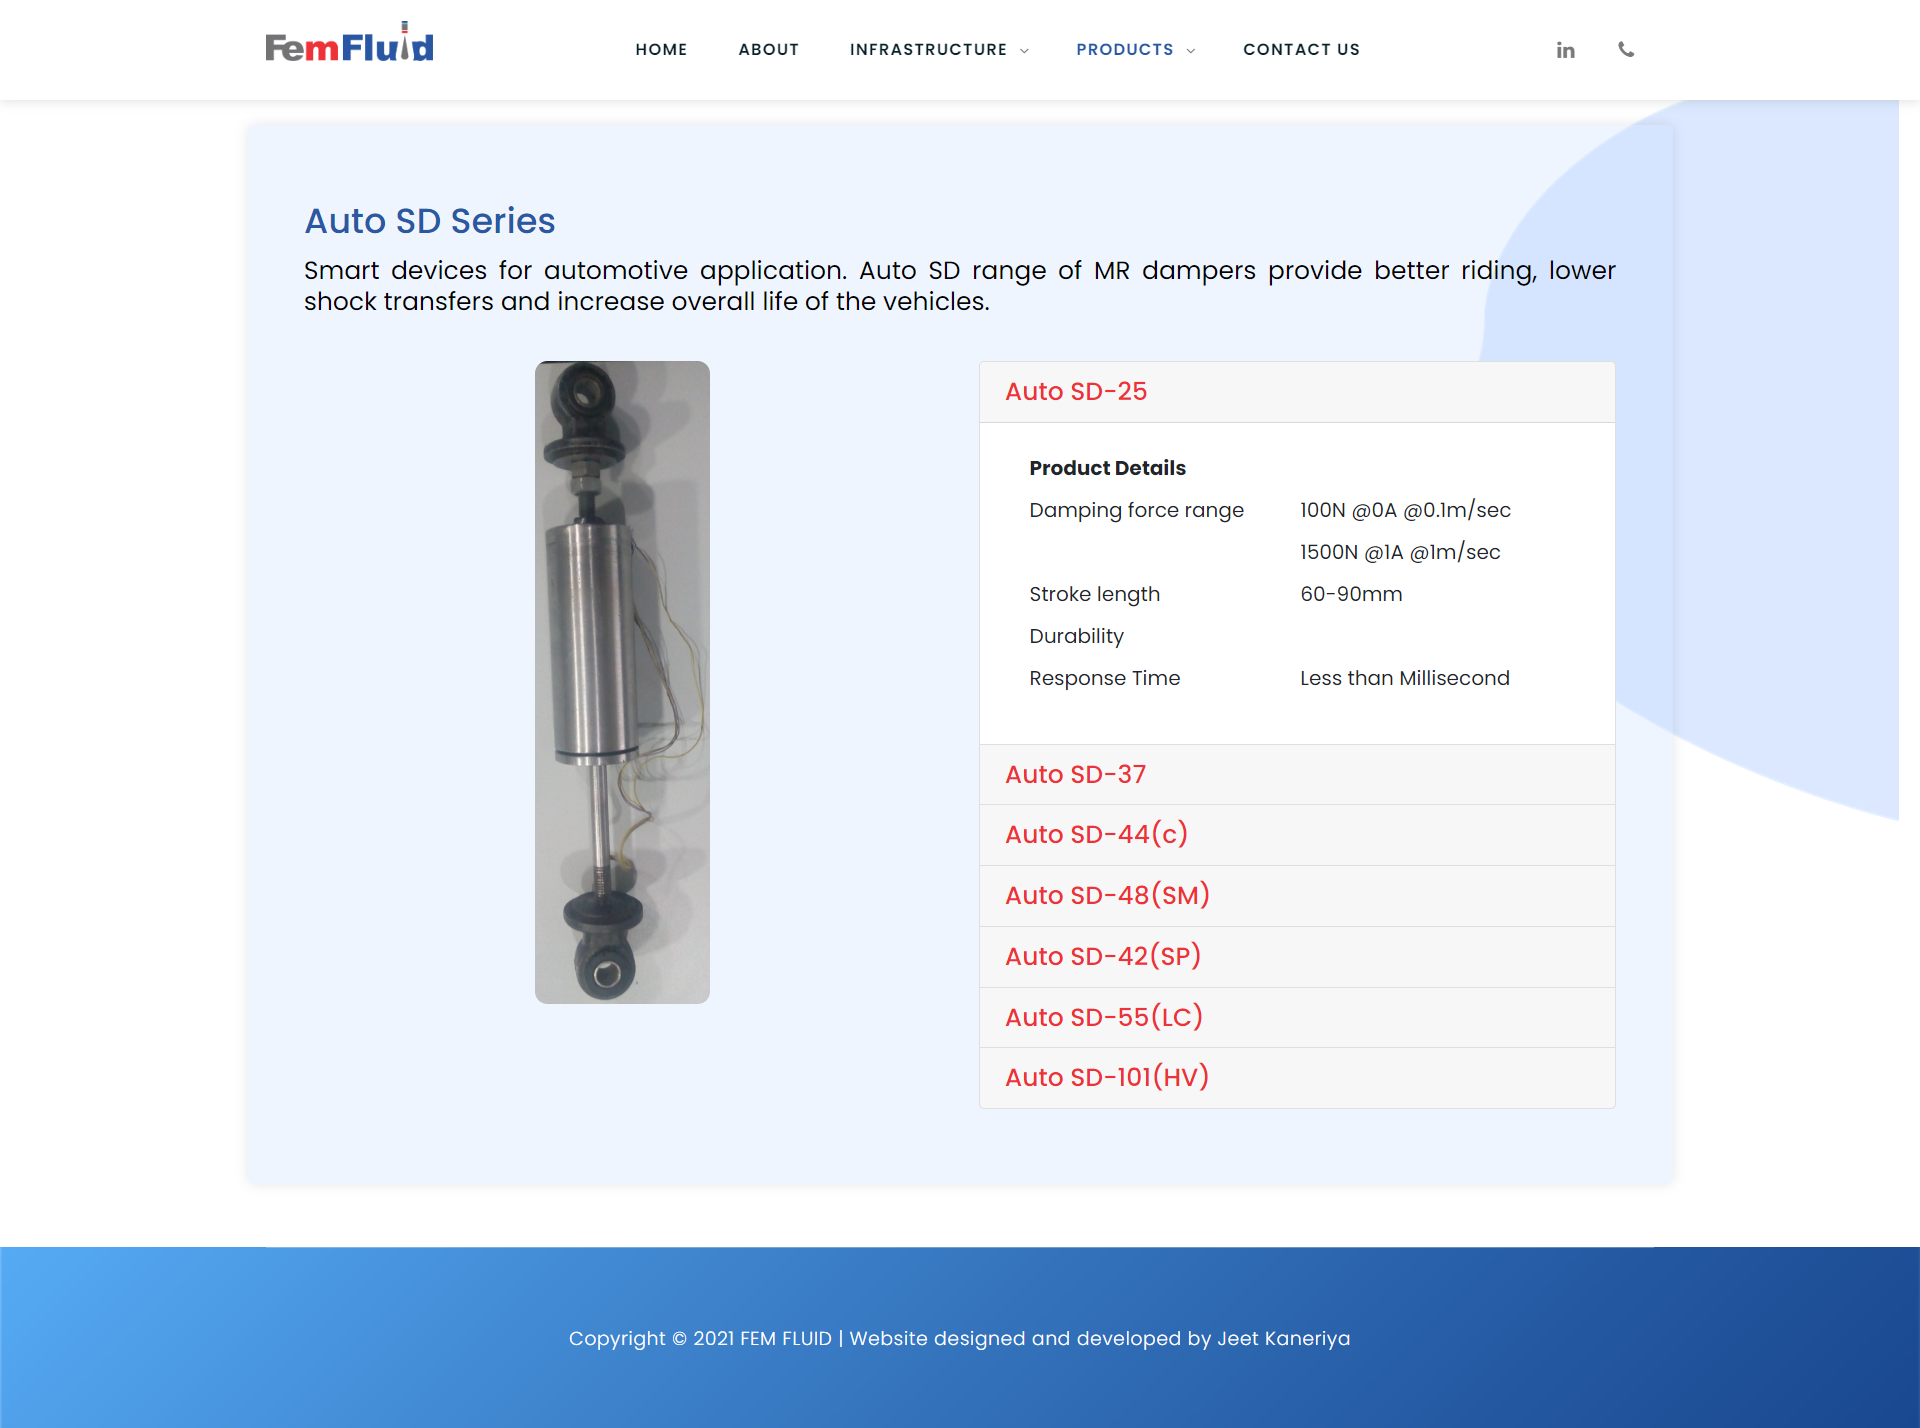 FemFluid
HOME ABOUT INFRASTRUCTURE PRODUCTS CONTACT US
Auto SD Series
Smart devices for automotive application. Auto SD range of MR dampers provide better riding, lower
shock transfers and increase overall life of the vehicles.
Auto SD-25
Product Details
Damping force range 100N @0A @0.1m/sec
1500N @1A @1m/sec
Stroke length 60-90mm
Durability
Response Time Less than Millisecond
Auto SD-37
Auto SD-44(c)
Auto SD-48(SM)
Auto SD-42(SP)
Auto SD-55(LC)
Auto SD-101(HV)
Copyright © 2021 FEM FLUID | Website designed and developed by Jeet Kaneriya